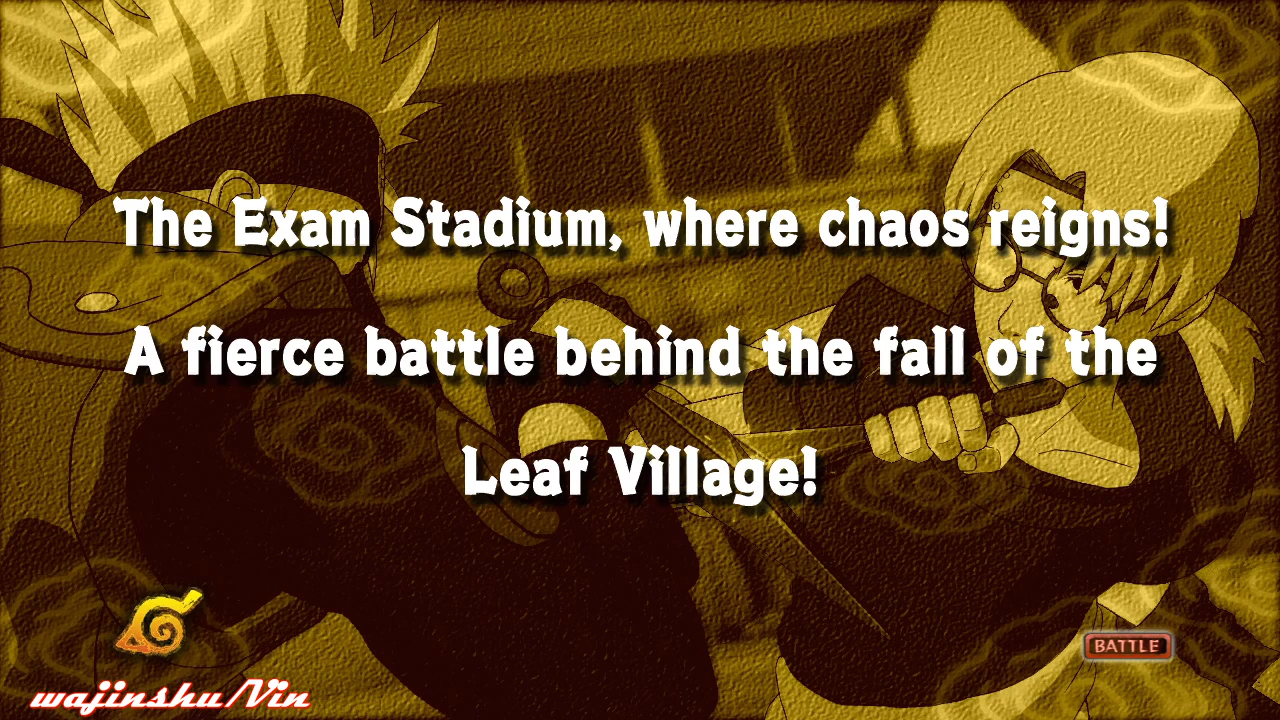 The Exam Stadium, where chaos reigns!
A fierce battle behind the fall of the
Leaf Village!
BATTLE
wajinshu/Vin